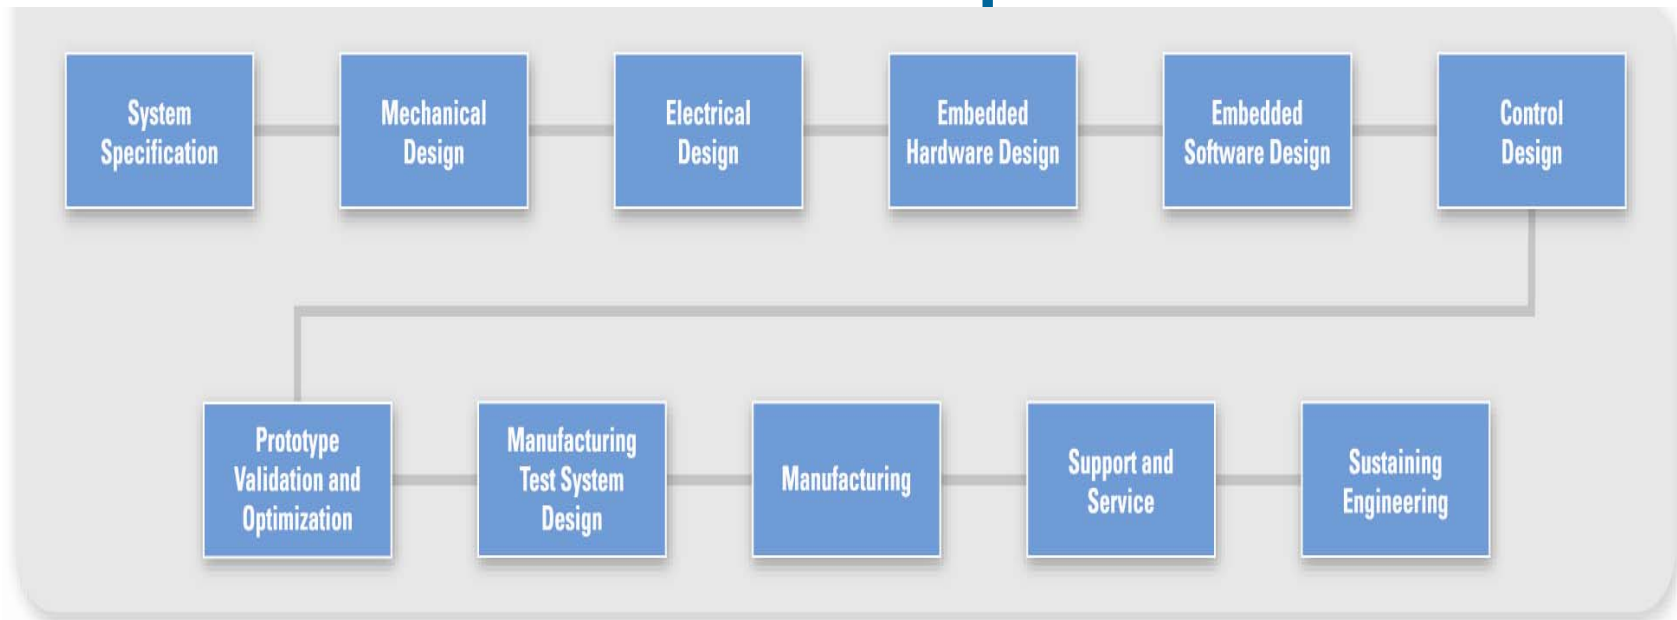 System
Specification
Mechanical
Design
Electrical
Design
Embedded
Hardware Design
Embedded
Software Design
Control
Design
Prototype
Validation and
Optimization
Manufacturing
Test System
Design
Manufacturing
Support and
Service
Sustaining
Engineering